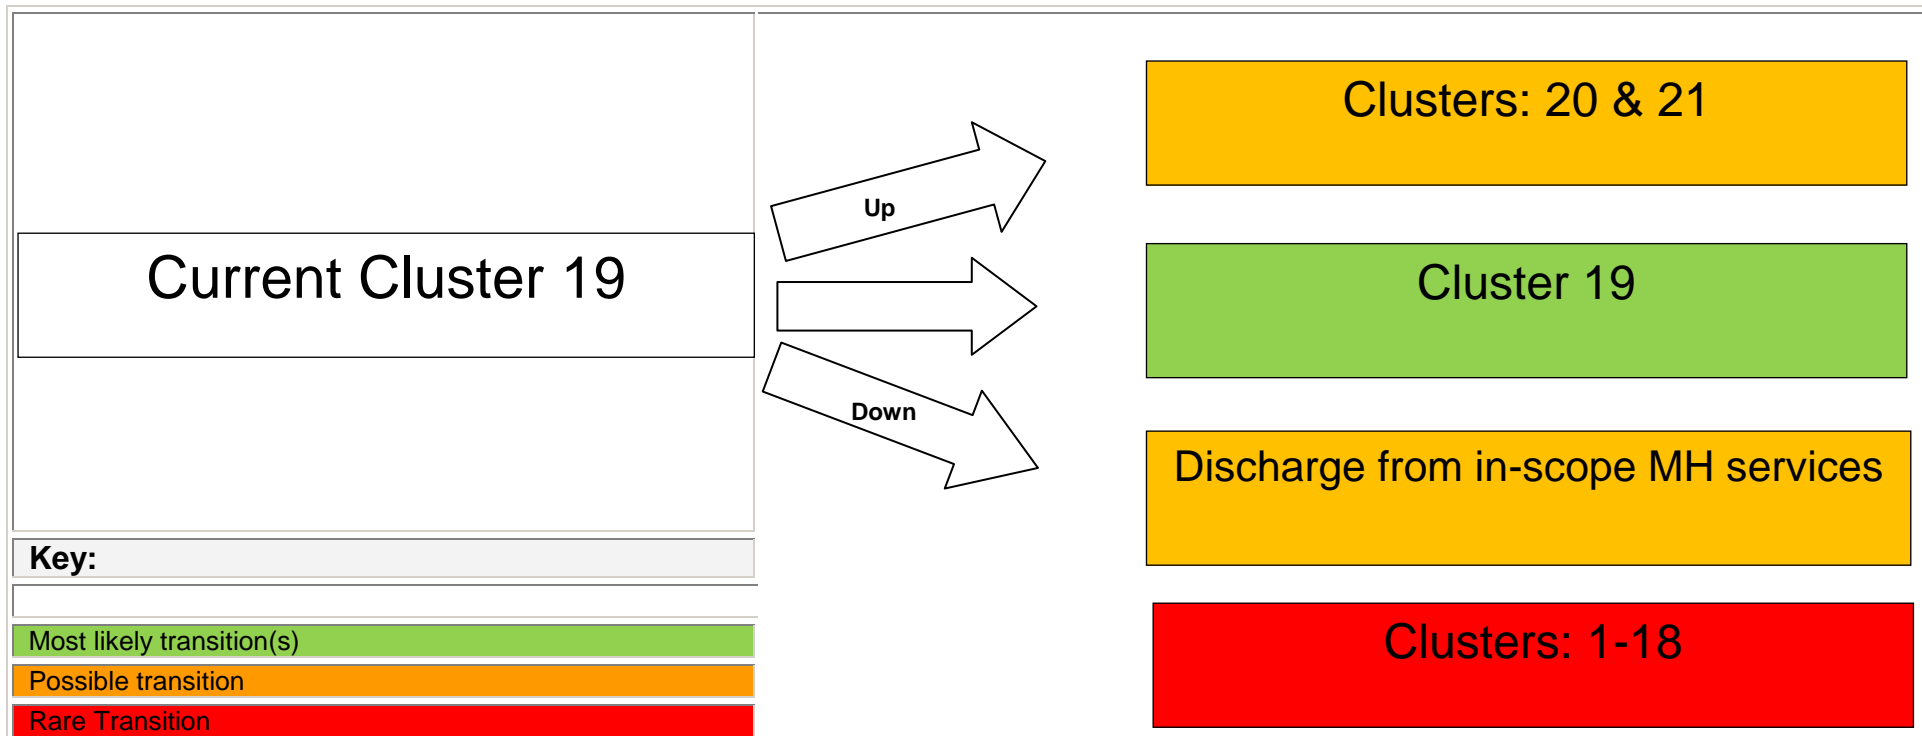 Current Cluster 19
Up
Down
Clusters: 20 & 21
Cluster 19
Discharge from in-scope MH services
Clusters: 1-18
Key:
Most likely transition(s)
Possible transition
Rare Transition